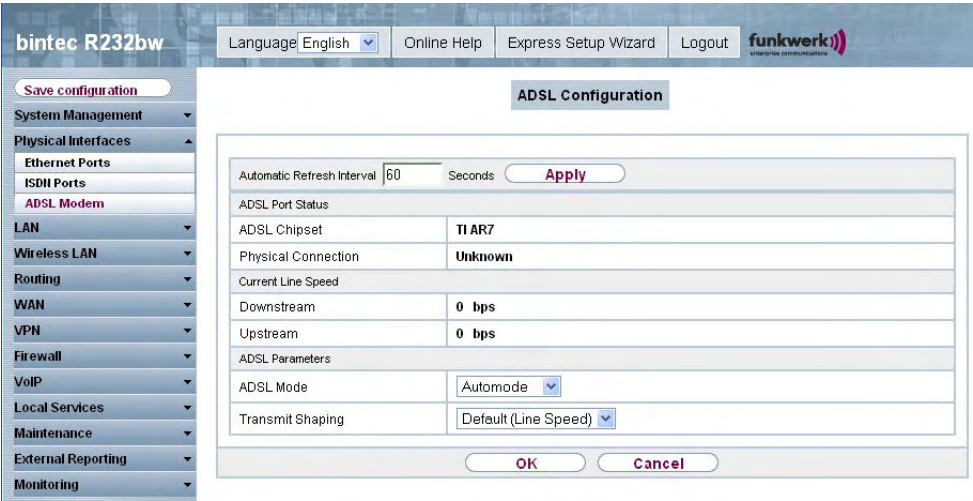 bintec R232bw
Language English
Online Help
Express Setup Wizard
Logout
funkwerk
enterprise communications
Save configuration
System Management
Physical Interfaces
Ethernet Ports
ISDN Ports
ADSL Modem
LAN
Wireless LAN
Routing
WAN
VPN
Firewall
VoIP
Local Services
Maintenance
External Reporting
Monitoring
ADSL Configuration
Automatic Refresh Interval 60 Seconds Apply
ADSL Port Status
ADSL Chipset TI AR7
Physical Connection Unknown
Current Line Speed
Downstream 0 bps
Upstream 0 bps
ADSL Parameters
ADSL Mode Automode
Transmit Shaping Default (Line Speed)
OK Cancel